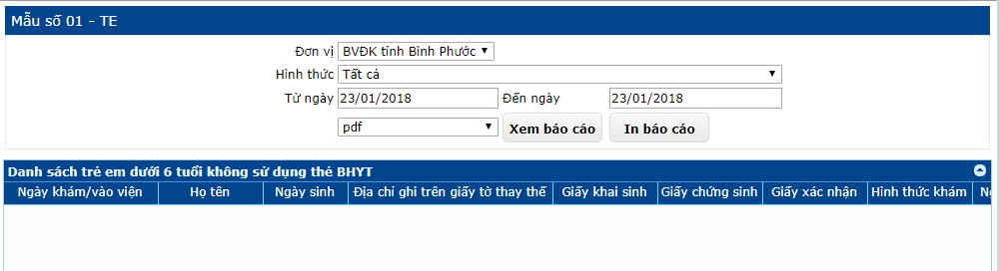 Mẫu số 01 - TE
Đơn vị BVĐK tỉnh Bình Phước
Hình thức Tất cả
Từ ngày 23/01/2018 Đến ngày 23/01/2018
pdf Xem báo cáo In báo cáo
Danh sách trẻ em dưới 6 tuổi không sử dụng thẻ BHYT
Ngày khám/vào viện Họ tên Ngày sinh Địa chỉ ghi trên giấy tờ thay thế Giấy khai sinh Giấy chứng sinh Giấy xác nhận Hình thức khám